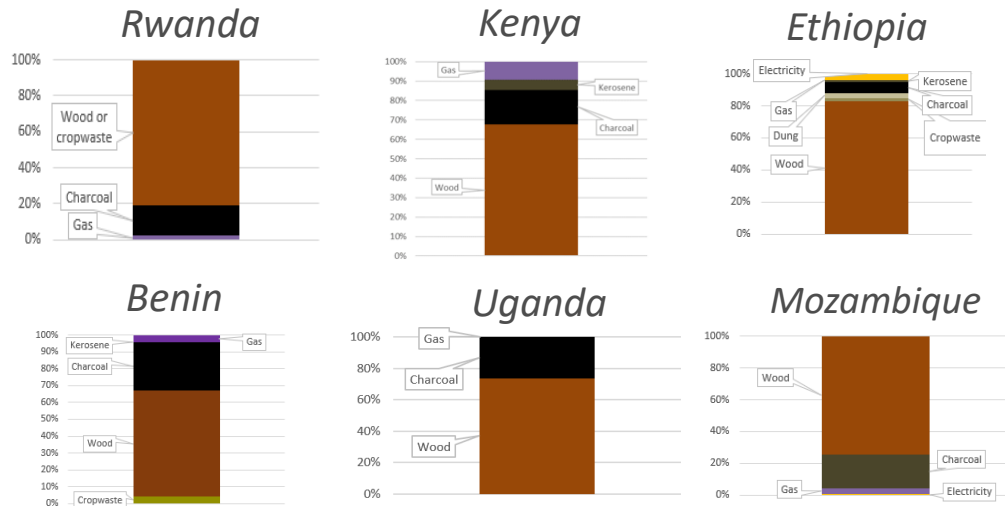 Rwanda
100%
80%
60%
40%
20%
0%
Wood or
cropwaste
Charcoal
Gas
Kenya
100%
90%
80%
70%
60%
50%
40%
30%
20%
10%
0%
Gas
Kerosene
Charcoal
Wood
Ethiopia
100%
80%
60%
40%
20%
0%
Electricity
Gas
Dung
Wood
Kerosene
Charcoal
Cropwaste
Benin
100%
90%
80%
70%
60%
50%
40%
30%
20%
10%
0%
Kerosene
Charcoal
Wood
Cropwaste
Gas
Uganda
100%
80%
60%
40%
20%
0%
Gas
Charcoal
Wood
Mozambique
100%
80%
60%
40%
20%
0%
Wood
Gas
Charcoal
Electricity